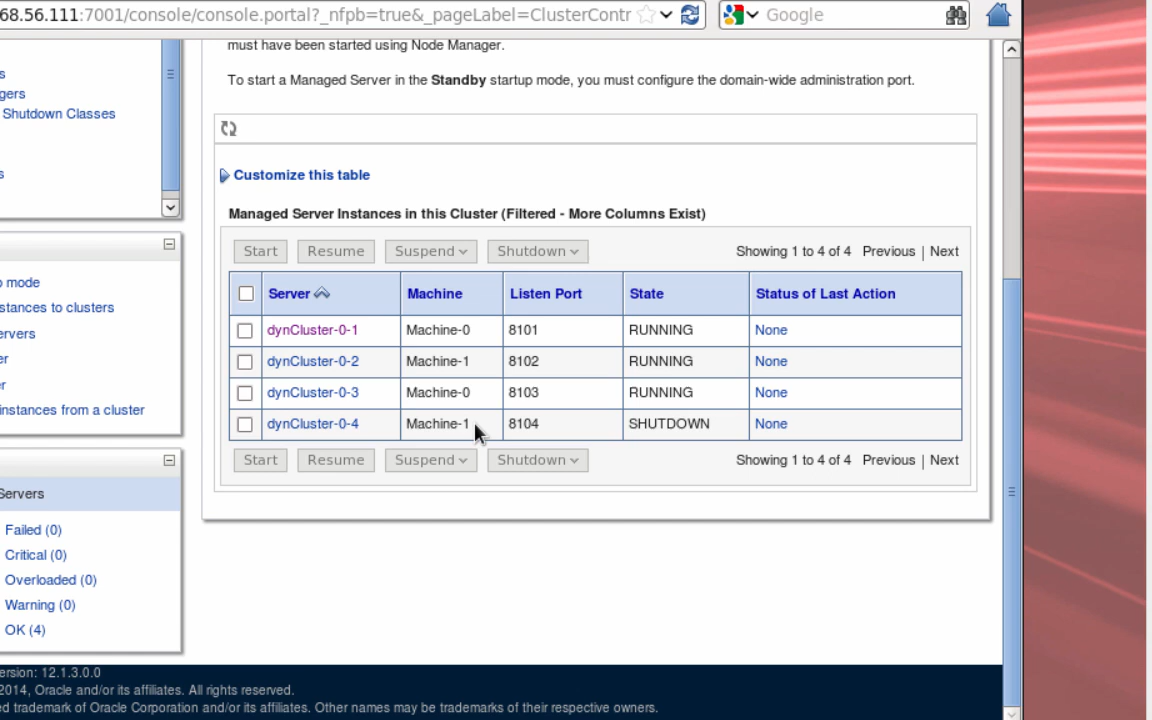 68.56.111:7001/console/console.portal?_nfpb=true&_pageLabel=ClusterContr
Google
must have been started using Node Manager.
To start a Managed Server in the Standby startup mode, you must configure the domain-wide administration port.
s
gers
Shutdown Classes
s
Customize this table
Managed Server Instances in this Cluster (Filtered - More Columns Exist)
Start Resume Suspend Shutdown Showing 1 to 4 of 4 Previous | Next
Server Machine Listen Port State Status of Last Action
dynCluster-0-1 Machine-0 8101 RUNNING None
dynCluster-0-2 Machine-1 8102 RUNNING None
dynCluster-0-3 Machine-0 8103 RUNNING None
dynCluster-0-4 Machine-1 8104 SHUTDOWN None
Start Resume Suspend Shutdown Showing 1 to 4 of 4 Previous | Next
o mode
stances to clusters
ervers
er
er
instances from a cluster
Servers
Failed (0)
Critical (0)
Overloaded (0)
Warning (0)
OK (4)
ersion: 12.1.3.0.0
2014, Oracle and/or its affiliates. All rights reserved.
ed trademark of Oracle Corporation and/or its affiliates. Other names may be trademarks of their respective owners.